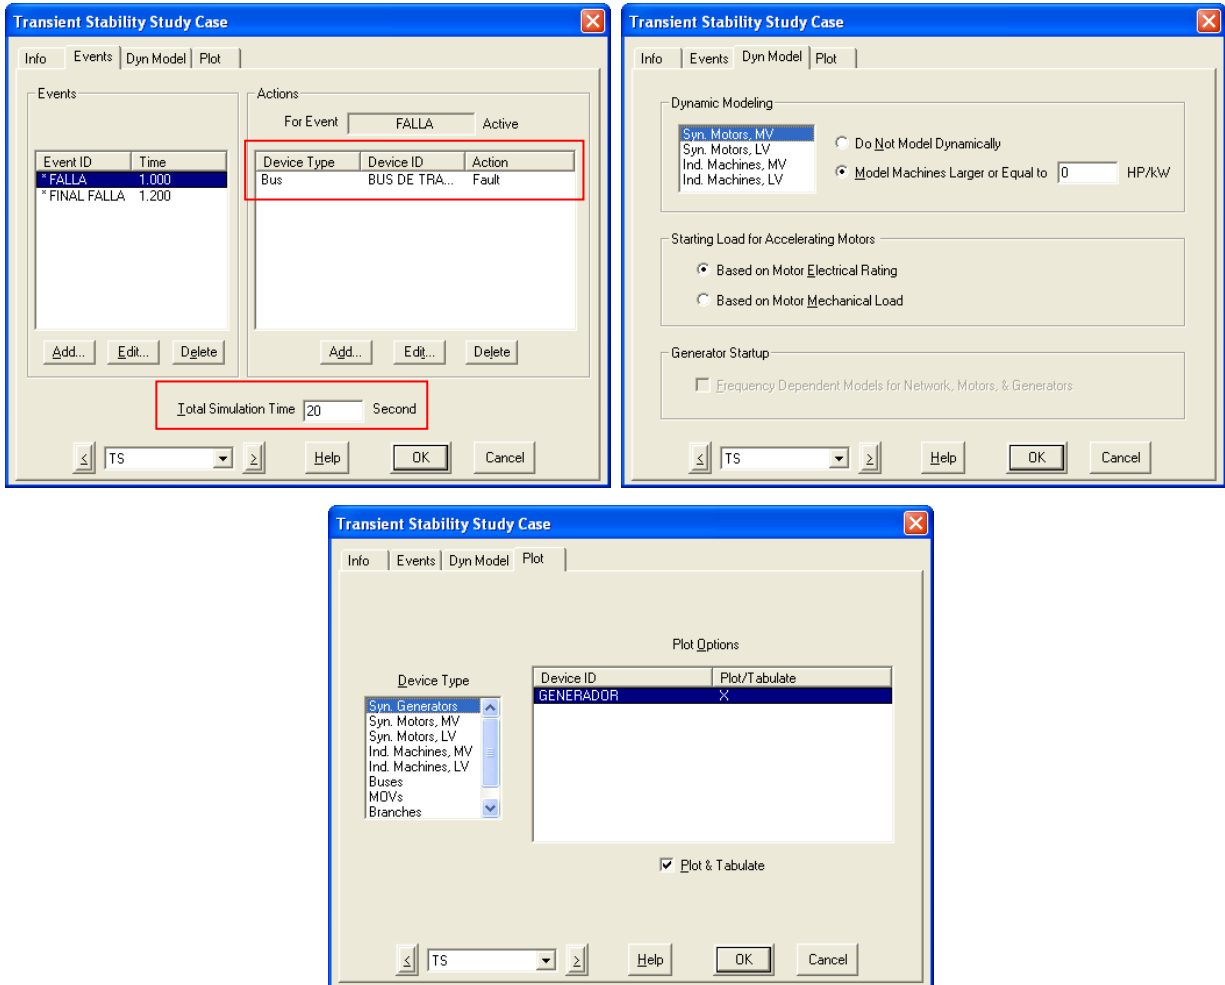 Transient Stability Study Case
Info Events Dyn Model Plot
Events
Event ID Time
* FALLA 1.000
* FINAL FALLA 1.200
Add... Edit... Delete
Actions
For Event FALLA Active
Device Type Device ID Action
Bus BUS DE TRA... Fault
Add... Edit... Delete
Total Simulation Time 20 Second
< TS > Help OK Cancel
Transient Stability Study Case
Info Events Dyn Model Plot
Dynamic Modeling
Syn. Motors, MV
Syn. Motors, LV
Ind. Machines, MV
Ind. Machines, LV
Do Not Model Dynamically
Model Machines Larger or Equal to 0 HP/kW
Starting Load for Accelerating Motors
Based on Motor Electrical Rating
Based on Motor Mechanical Load
Generator Startup
Frequency Dependent Models for Network, Motors, & Generators
< TS > Help OK Cancel
Transient Stability Study Case
Info Events Dyn Model Plot
Plot Options
Device Type
Syn. Generators
Syn. Motors, MV
Syn. Motors, LV
Ind. Machines, MV
Ind. Machines, LV
Buses
MOVs
Branches
Device ID Plot/Tabulate
GENERADOR X
Plot & Tabulate
< TS > Help OK Cancel